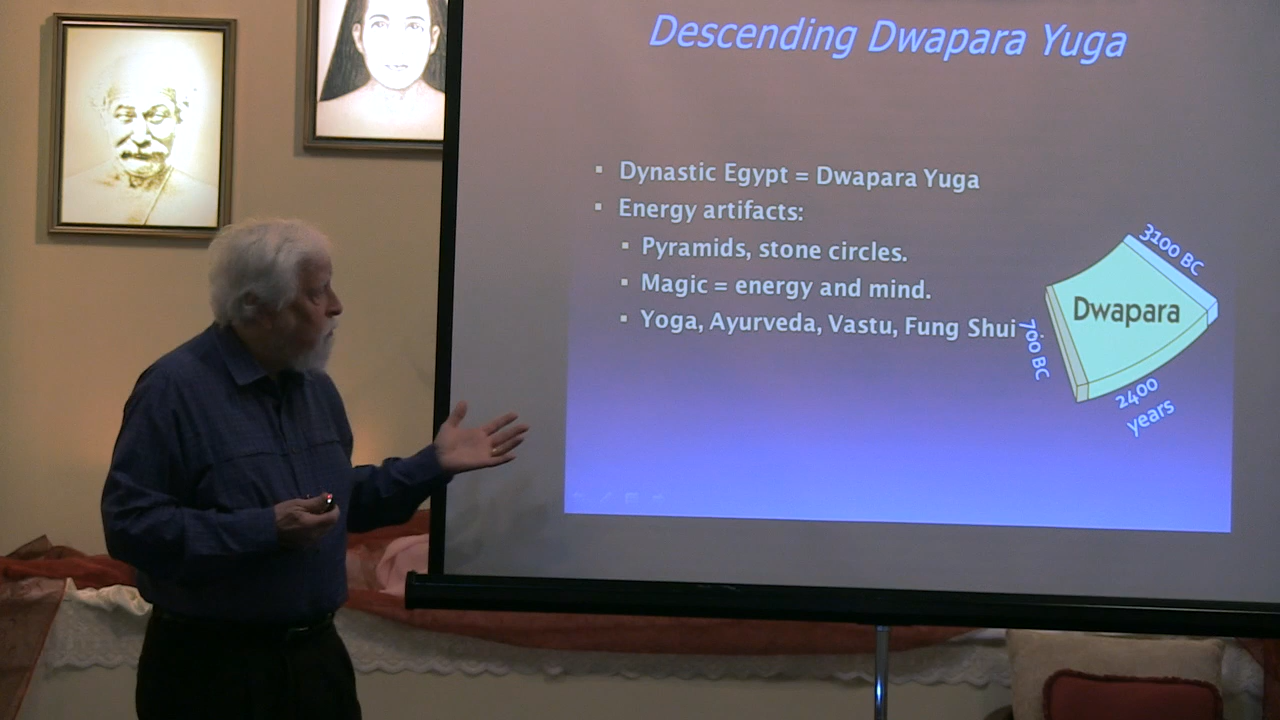 Descending Dwapara Yuga
Dynastic Egypt = Dwapara Yuga
Energy artifacts:
Pyramids, stone circles.
Magic = energy and mind.
Yoga, Ayurveda, Vastu, Fung Shui
3100 BC
Dwapara
700 BC
2400
years